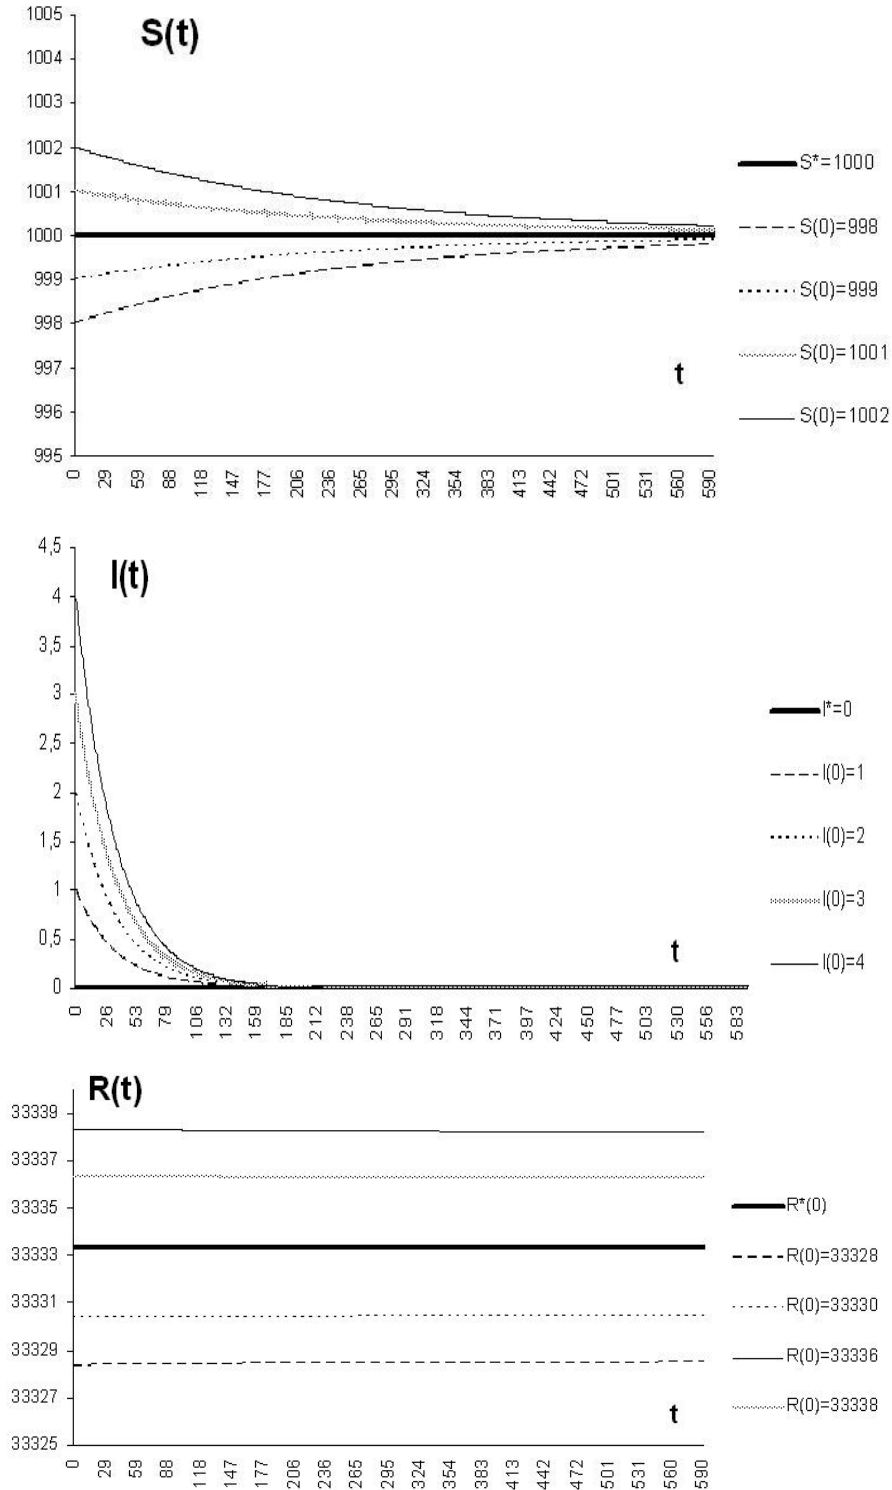 S(t)
1005
1004
1003
1002
1001
1000
999
998
997
996
995
t
0 29 59 88 118 147 177 206 236 265 295 324 354 383 413 442 472 501 531 560 590
S*=1000
S(0)=998
S(0)=999
S(0)=1001
S(0)=1002
I(t)
4,5
4
3,5
3
2,5
2
1,5
1
0,5
0
t
0 26 53 79 106 132 159 185 212 238 265 291 318 344 371 397 424 450 477 503 530 556 583
I*=0
I(0)=1
I(0)=2
I(0)=3
I(0)=4
R(t)
33339
33337
33335
33333
33331
33329
33327
33325
t
0 29 59 88 118 147 177 206 236 265 295 324 354 383 413 442 472 501 531 560 590
R*(0)
R(0)=33328
R(0)=33330
R(0)=33336
R(0)=33338